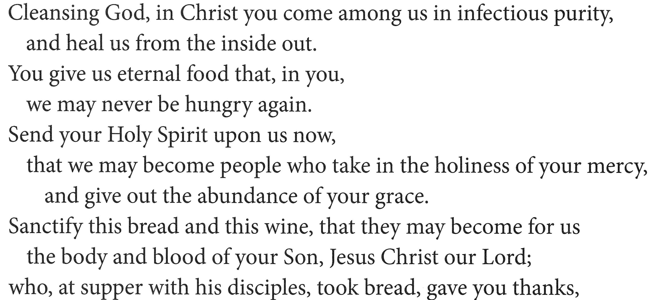 Cleansing God, in Christ you come among us in infectious purity,
and heal us from the inside out.
You give us eternal food that, in you,
we may never be hungry again.
Send your Holy Spirit upon us now,
that we may become people who take in the holiness of your mercy,
and give out the abundance of your grace.
Sanctify this bread and this wine, that they may become for us
the body and blood of your Son, Jesus Christ our Lord;
who, at supper with his disciples, took bread, gave you thanks,